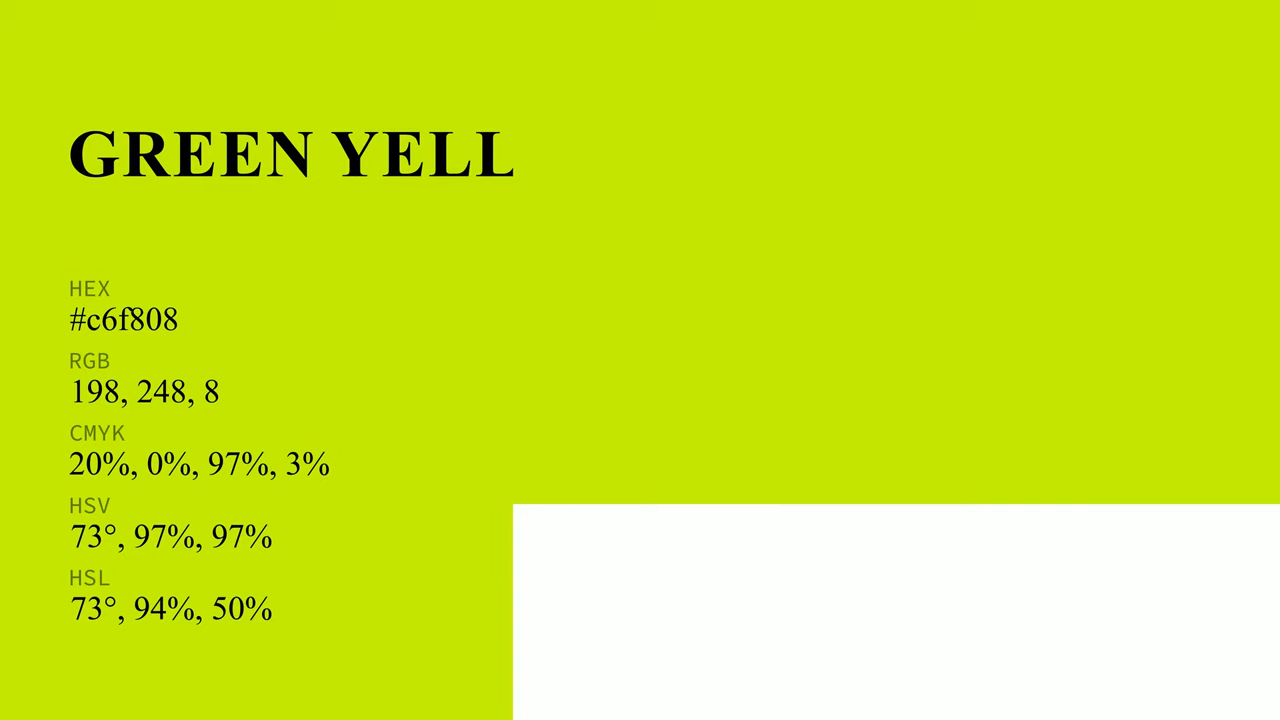 GREEN YELL
HEX
#c6f808
RGB
198, 248, 8
CMYK
20%, 0%, 97%, 3%
HSV
73°, 97%, 97%
HSL
73°, 94%, 50%